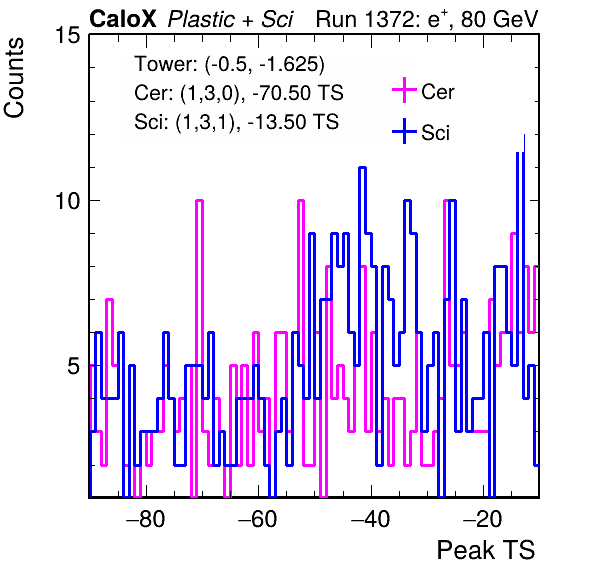 CaloX Plastic + Sci Run 1372: e+, 80 GeV
15
Counts
Tower: (-0.5, -1.625)
Cer: (1,3,0), -70.50 TS
Sci: (1,3,1), -13.50 TS
Cer
Sci
10
5
−80 −60 −40 −20
Peak TS